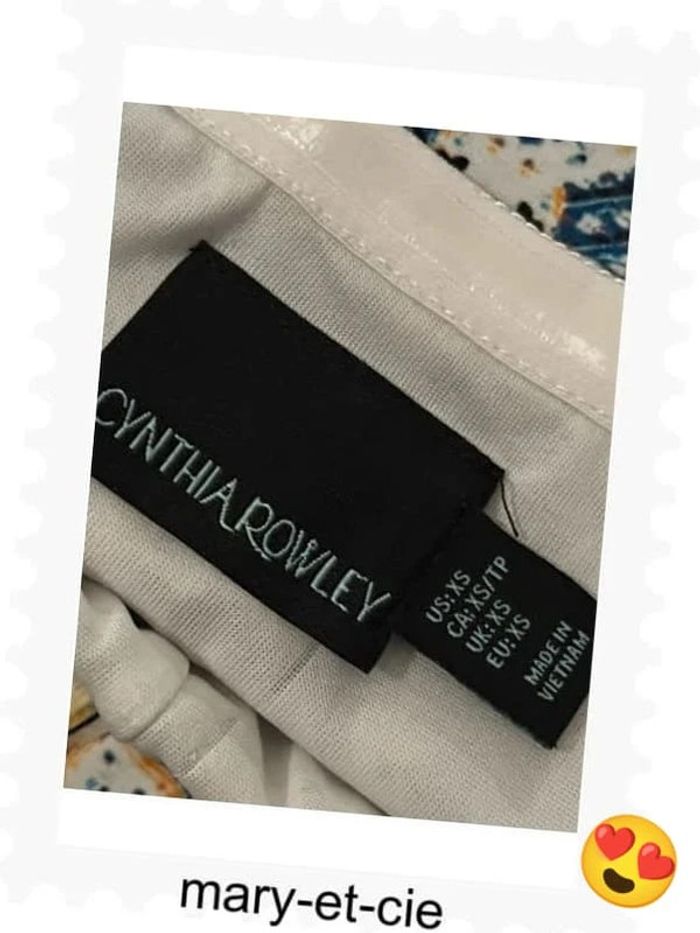 CYNTHIA ROWLEY
US:XS
CA:XS/TP
UK:XS
EU:XS
MADE IN
VIETNAM
mary-et-cie